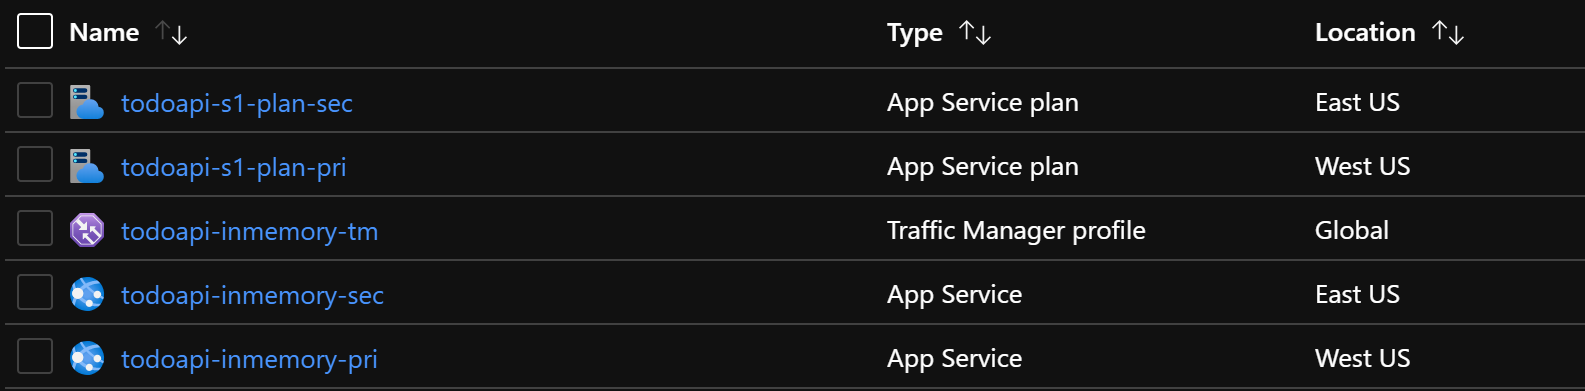 Name Type Location
todoapi-s1-plan-sec App Service plan East US
todoapi-s1-plan-pri App Service plan West US
todoapi-inmemory-tm Traffic Manager profile Global
todoapi-inmemory-sec App Service East US
todoapi-inmemory-pri App Service West US